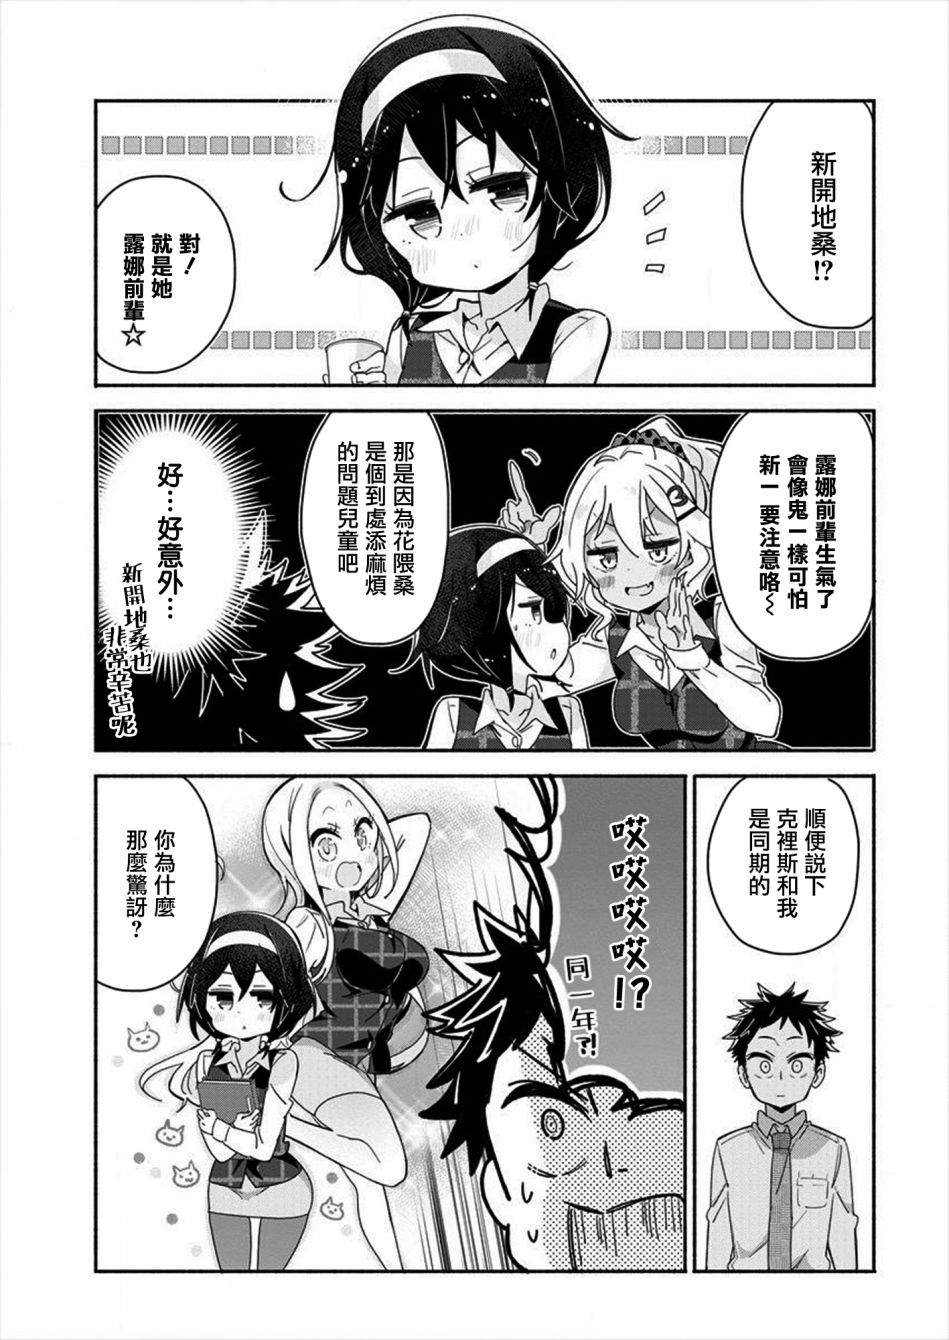 新開地桑!?
對！
就是她
露娜前輩☆
露娜前輩生氣了
會像鬼一樣可怕
新一要注意咯～
那是因為花隈桑
是個到處添麻煩
的問題兒童吧
好…好意外…
新開地桑也
非常辛苦呢
順便説下
克裡斯和我
是同期的
哎哎哎哎!?
同一年?!
你為什麼
那麼驚訝?